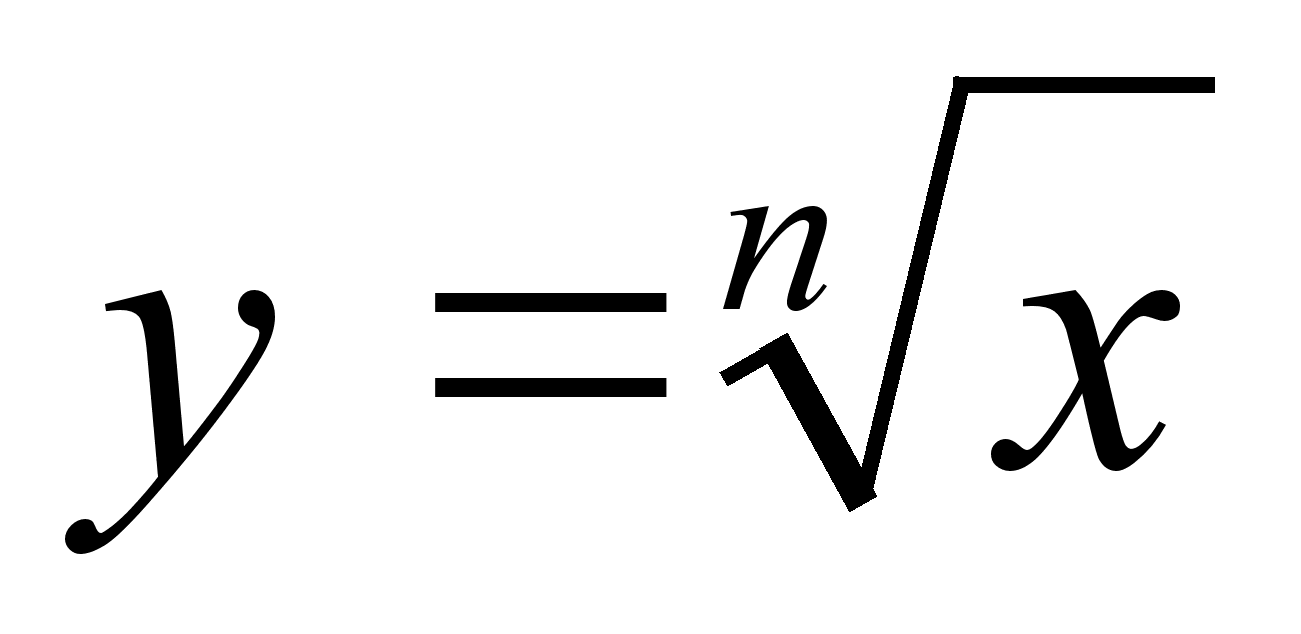 y = ⁿ√x